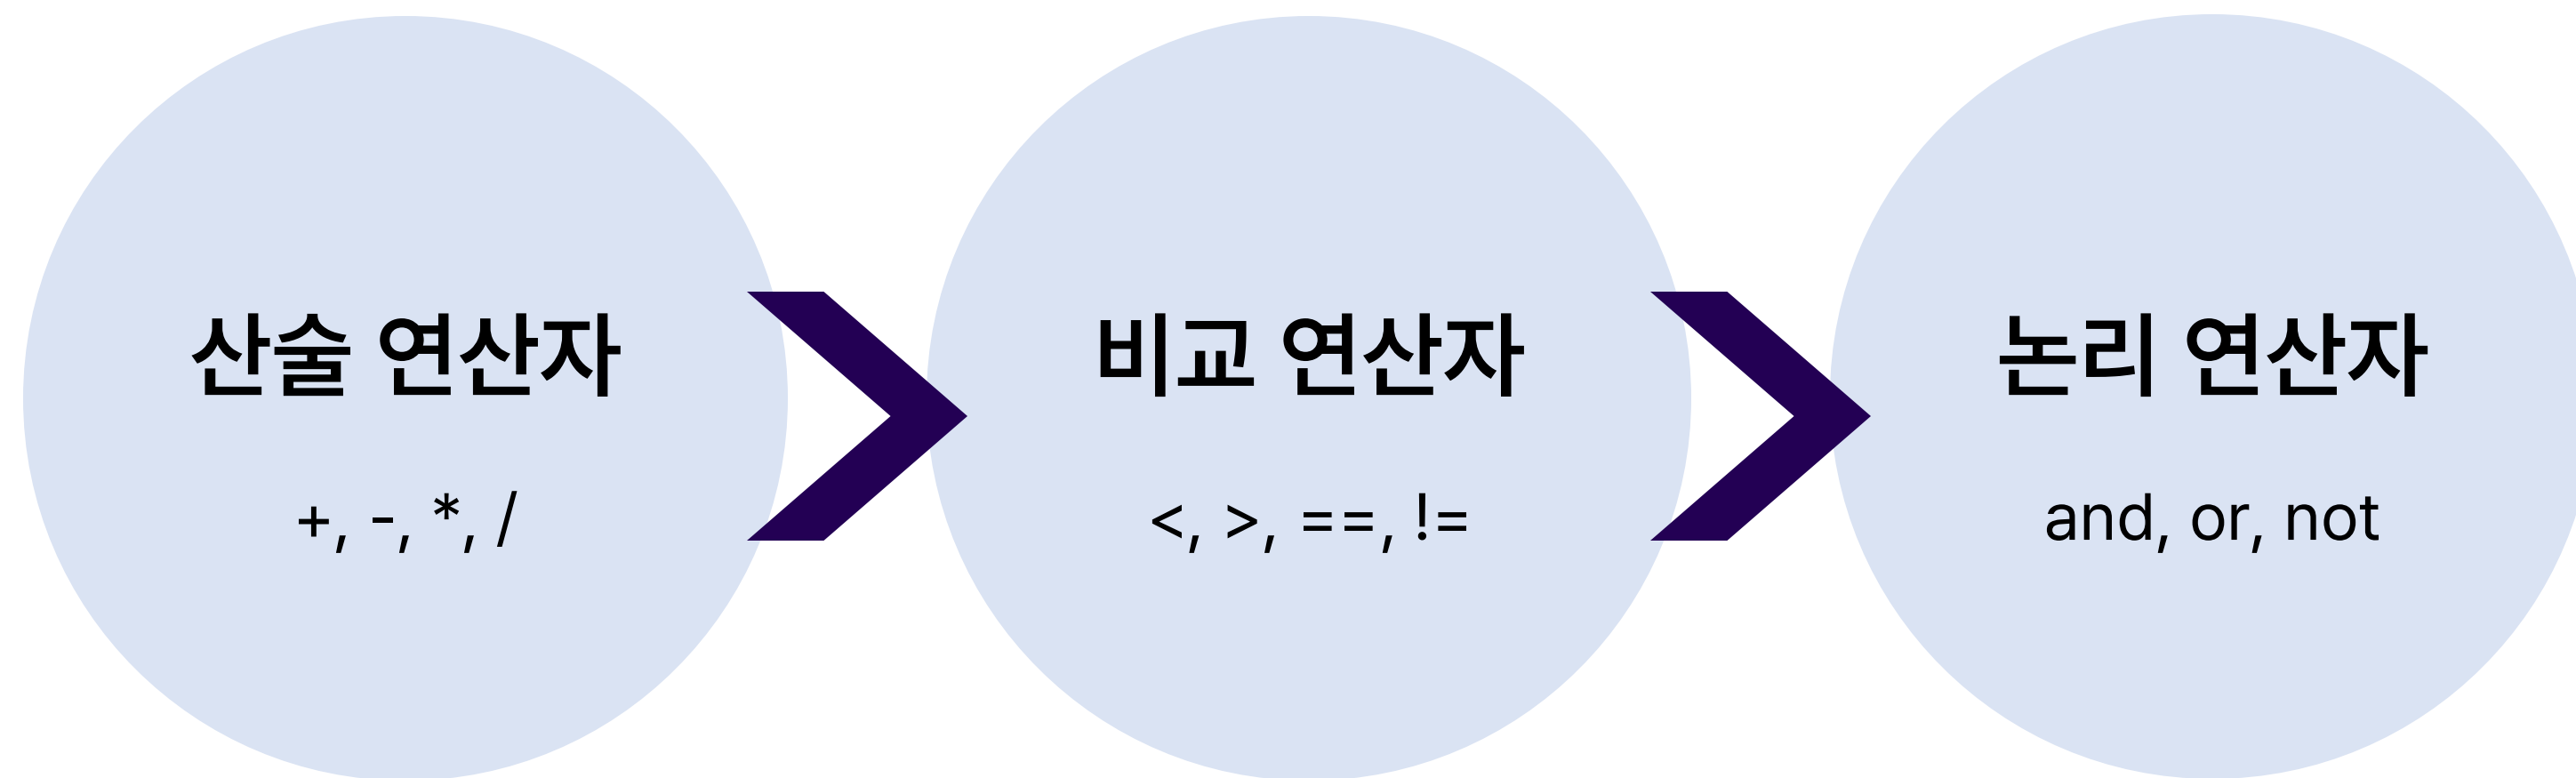 산술 연산자
+, -, *, /
비교 연산자
<, >, ==, !=
논리 연산자
and, or, not